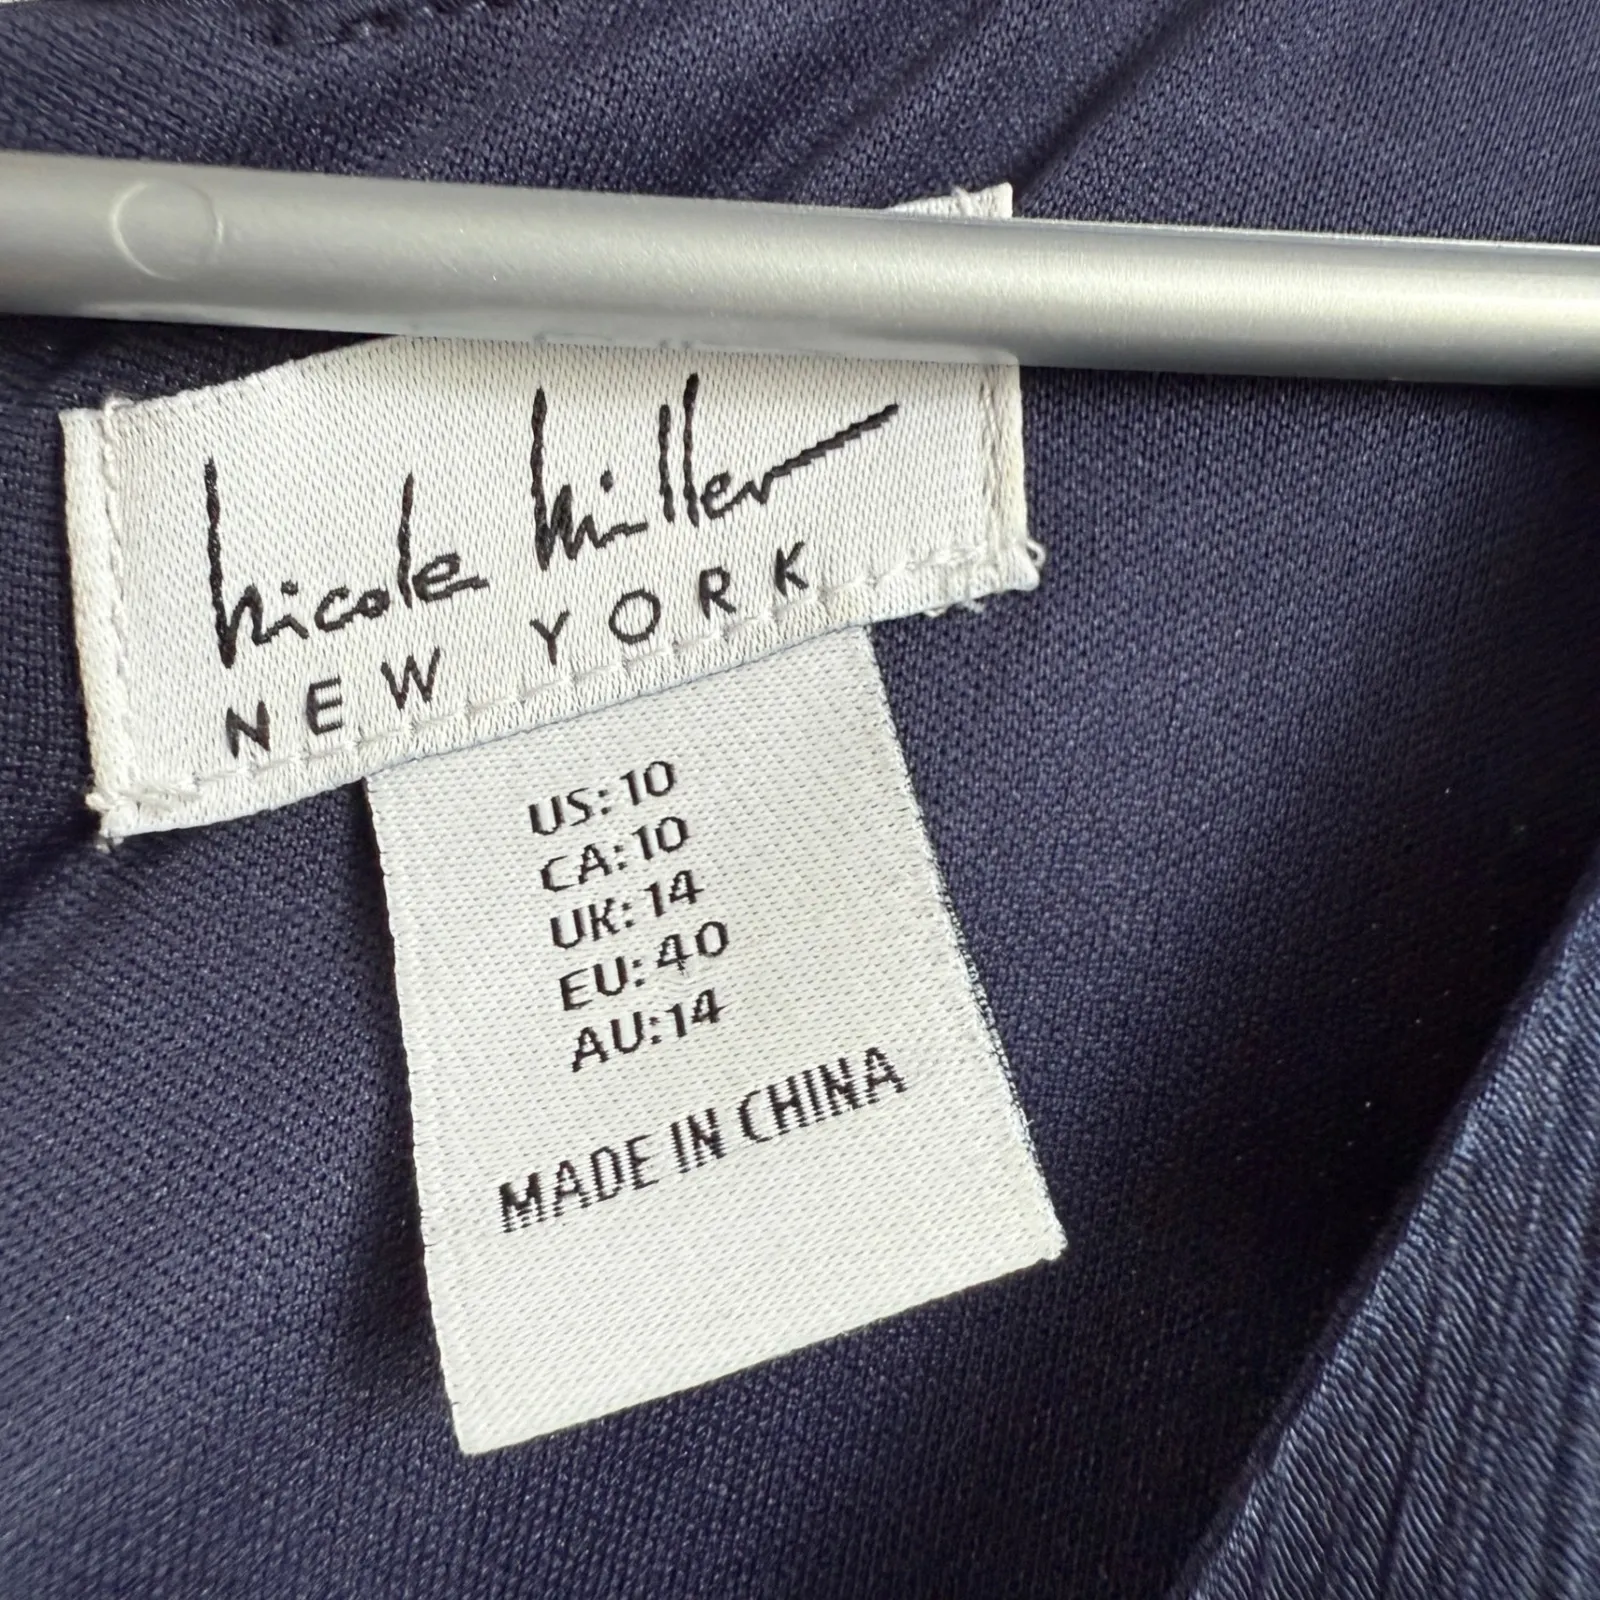 nicole miller
NEW YORK
US: 10
CA: 10
UK: 14
EU: 40
AU: 14
MADE IN CHINA